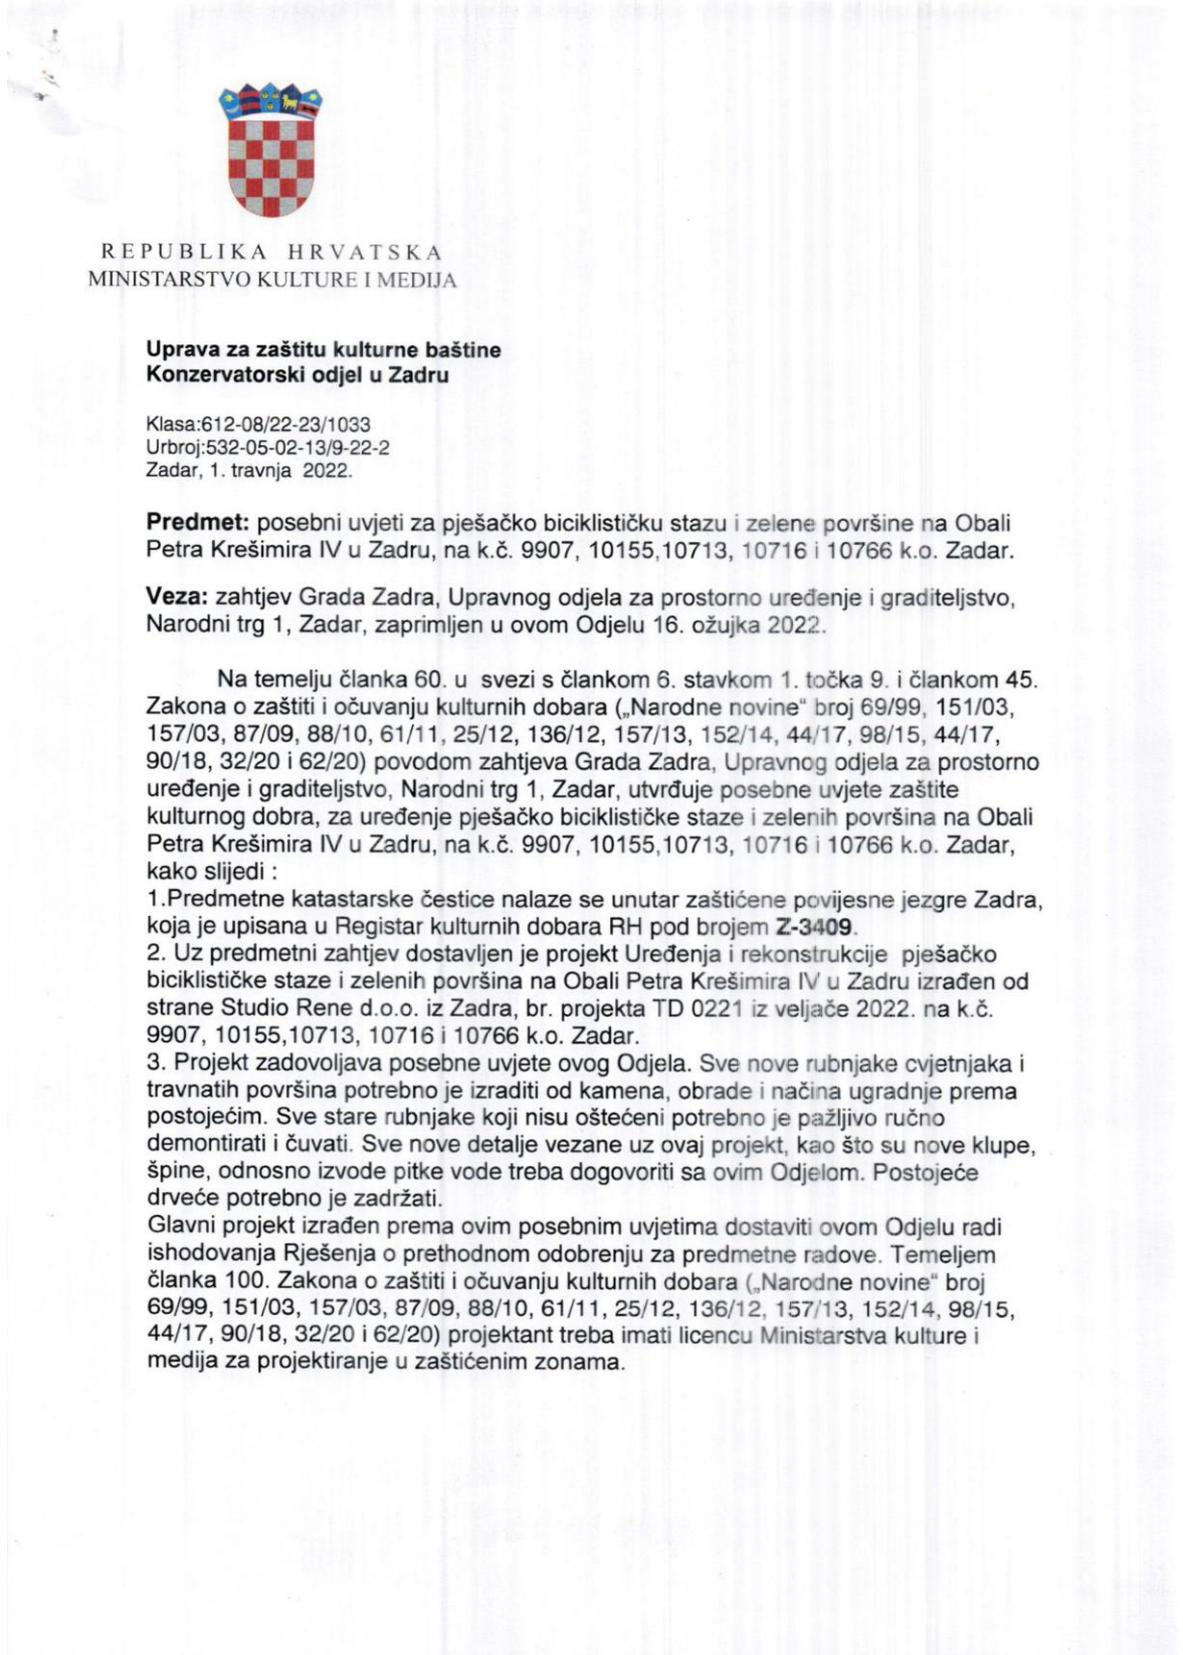 REPUBLIKA HRVATSKA
MINISTARSTVO KULTURE I MEDIJA
Uprava za zaštitu kulturne baštine
Konzervatorski odjel u Zadru
Klasa:612-08/22-23/1033
Urbroj:532-05-02-13/9-22-2
Zadar, 1. travnja 2022.
Predmet: posebni uvjeti za pješačko biciklističku stazu i zelene površine na Obali
Petra Krešimira IV u Zadru, na k.č. 9907, 10155,10713, 10716 i 10766 k.o. Zadar.
Veza: zahtjev Grada Zadra, Upravnog odjela za prostorno uređenje i graditeljstvo,
Narodni trg 1, Zadar, zaprimljen u ovom Odjelu 16. ožujka 2022.
Na temelju članka 60. u svezi s člankom 6. stavkom 1. točka 9. i člankom 45.
Zakona o zaštiti i očuvanju kulturnih dobara („Narodne novine“ broj 69/99, 151/03,
157/03, 87/09, 88/10, 61/11, 25/12, 136/12, 157/13, 152/14, 44/17, 98/15, 44/17,
90/18, 32/20 i 62/20) povodom zahtjeva Grada Zadra, Upravnog odjela za prostorno
uređenje i graditeljstvo, Narodni trg 1, Zadar, utvrđuje posebne uvjete zaštite
kulturnog dobra, za uređenje pješačko biciklističke staze i zelenih površina na Obali
Petra Krešimira IV u Zadru, na k.č. 9907, 10155,10713, 10716 i 10766 k.o. Zadar,
kako slijedi :
1.Predmetne katastarske čestice nalaze se unutar zaštićene povijesne jezgre Zadra,
koja je upisana u Registar kulturnih dobara RH pod brojem Z-3409.
2. Uz predmetni zahtjev dostavljen je projekt Uređenja i rekonstrukcije pješačko
biciklističke staze i zelenih površina na Obali Petra Krešimira IV u Zadru izrađen od
strane Studio Rene d.o.o. iz Zadra, br. projekta TD 0221 iz veljače 2022. na k.č.
9907, 10155,10713, 10716 i 10766 k.o. Zadar.
3. Projekt zadovoljava posebne uvjete ovog Odjela. Sve nove rubnjake cvjetnjaka i
travnatih površina potrebno je izraditi od kamena, obrade i načina ugradnje prema
postojećim. Sve stare rubnjake koji nisu oštećeni potrebno je pažljivo ručno
demontirati i čuvati. Sve nove detalje vezane uz ovaj projekt, kao što su nove klupe,
špine, odnosno izvode pitke vode treba dogovoriti sa ovim Odjelom. Postojeće
drveće potrebno je zadržati.
Glavni projekt izrađen prema ovim posebnim uvjetima dostaviti ovom Odjelu radi
ishodovanja Rješenja o prethodnom odobrenju za predmetne radove. Temeljem
članka 100. Zakona o zaštiti i očuvanju kulturnih dobara („Narodne novine“ broj
69/99, 151/03, 157/03, 87/09, 88/10, 61/11, 25/12, 136/12, 157/13, 152/14, 98/15,
44/17, 90/18, 32/20 i 62/20) projektant treba imati licencu Ministarstva kulture i
medija za projektiranje u zaštićenim zonama.